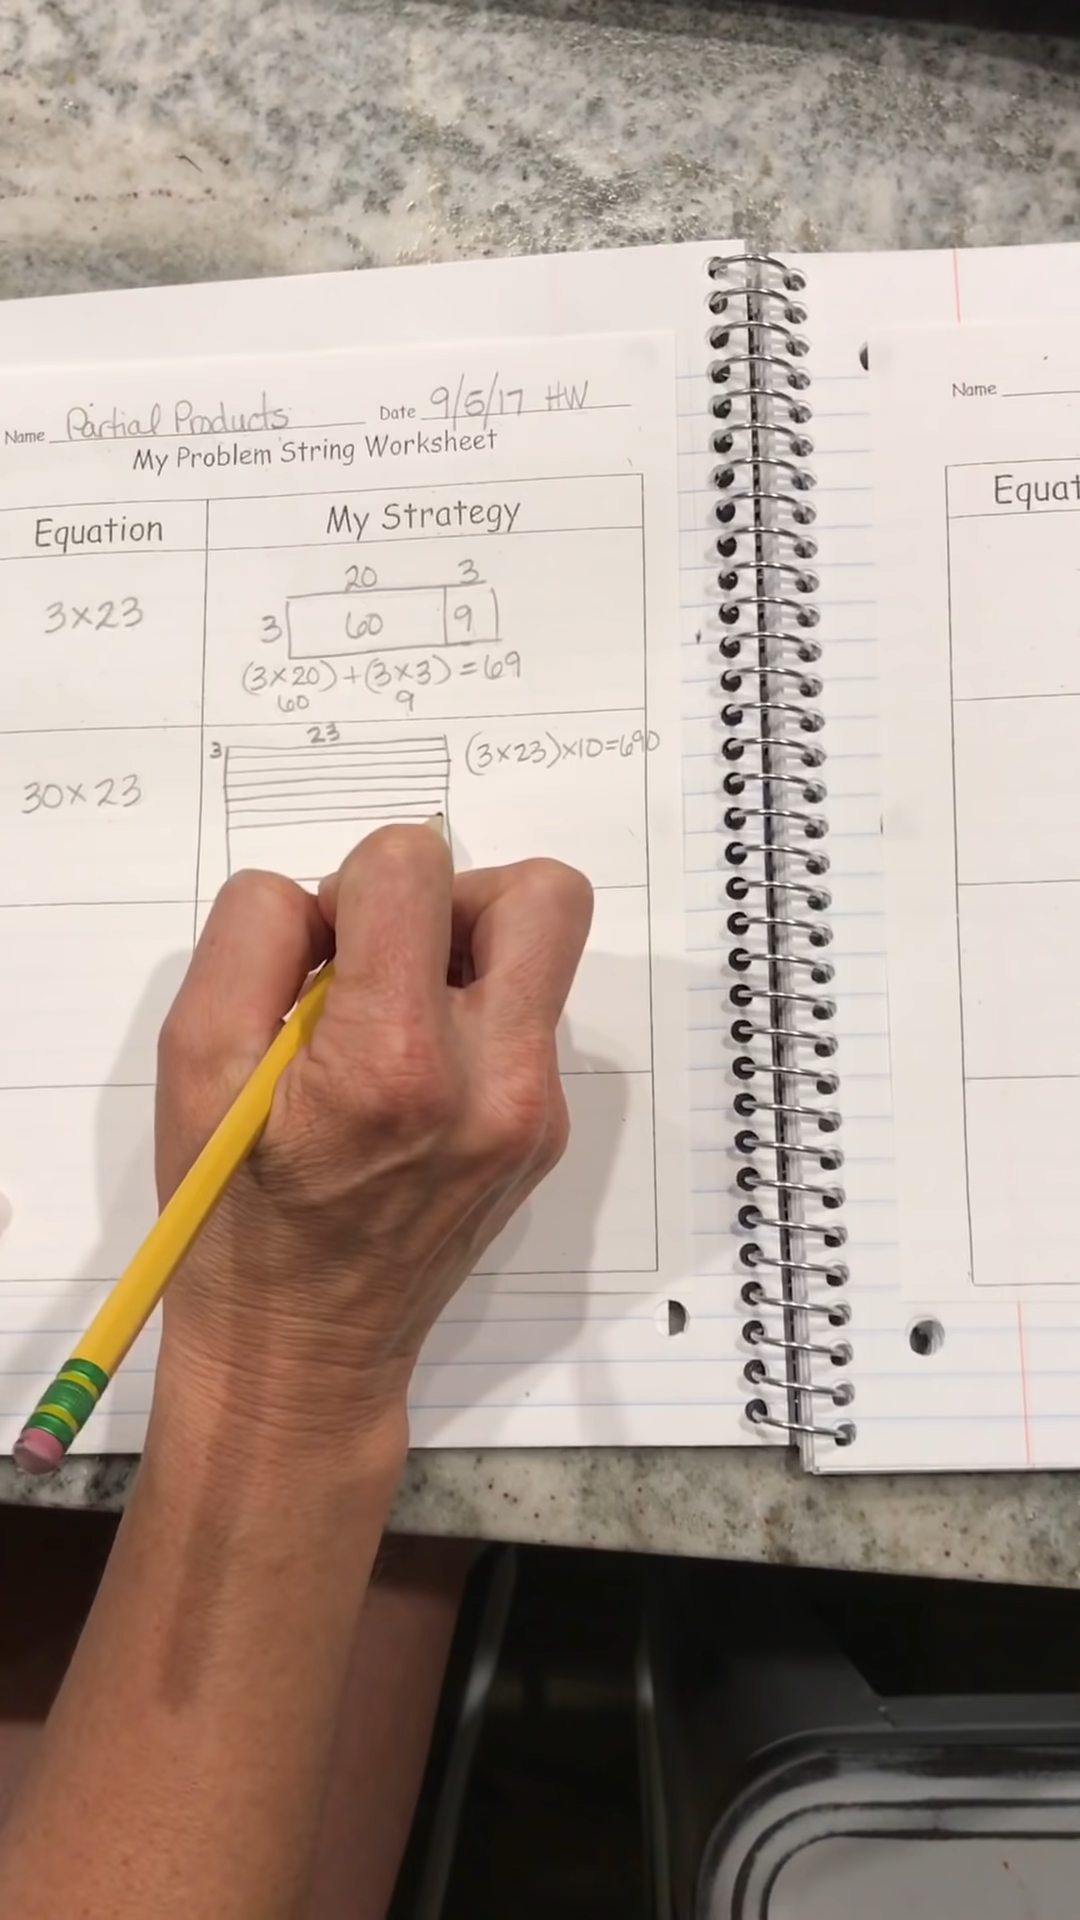 Name Partial Products Date 9/5/17 HW
My Problem String Worksheet
Equation My Strategy
20 3
3×23
3 60 9
(3×20)+(3×3)=69
60 9
23
3 (3×23)×10=690
30×23
Name
Equat